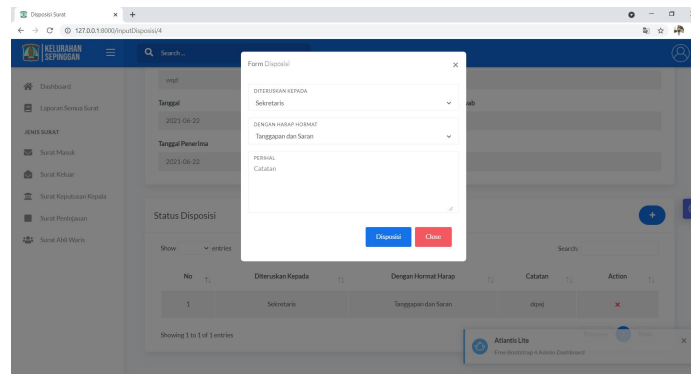 Disposisi Surat
127.0.0.1:8000/inputDisposisi/4
KELURAHAN
SEPINGGAN
Search...
Form Disposisi
Dashboard
Laporan Semua Surat
JENIS SURAT
Surat Masuk
Surat Keluar
Surat Keputusan Kepala
Surat Peninjauan
Surat Ahli Waris
Tanggal
2021-06-22
Tanggal Penerima
2021-06-22
DITERUSKAN KEPADA
Sekretaris
DENGAN HARAP HORMAT
Tanggapan dan Saran
PERIHAL
Catatan
Disposisi
Close
Status Disposisi
Show entries
Search:
No Diteruskan Kepada Dengan Hormat Harap Catatan Action
1 Sekretaris Tanggapan dan Saran
Showing 1 to 1 of 1 entries
Atlantis Lite
Free Bootstrap 4 Admin Dashboard